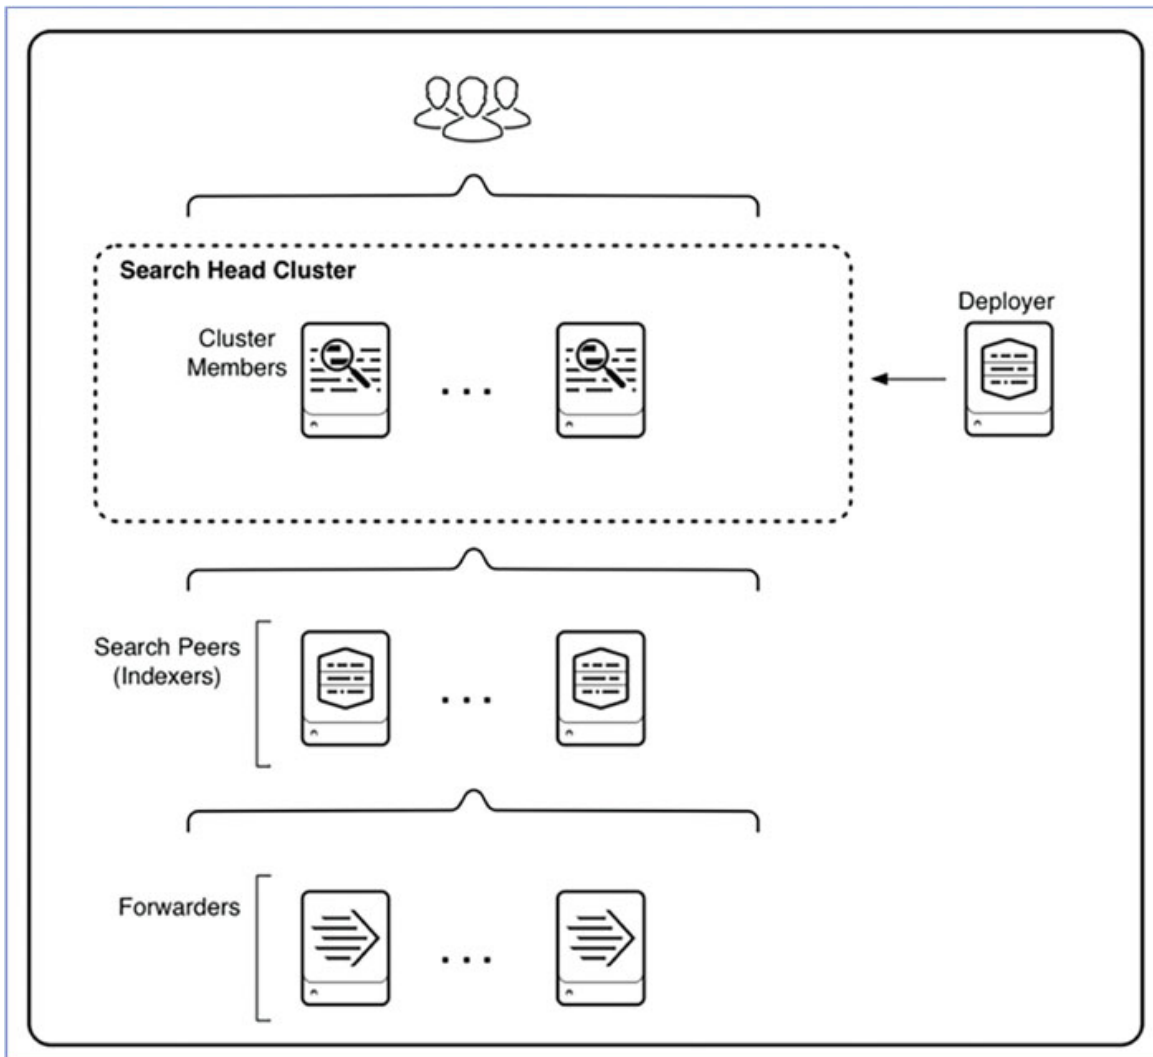 Search Head Cluster
Deployer
Cluster
Members
. . .
Search Peers
(Indexers)
. . .
Forwarders
. . .